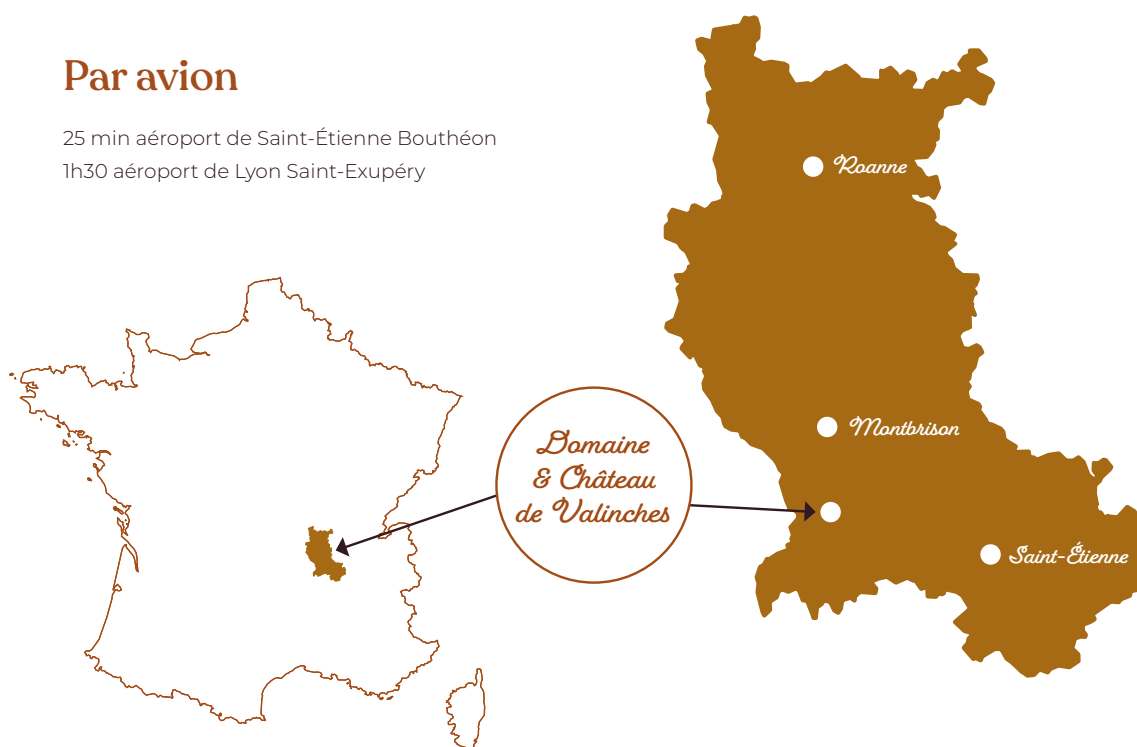 Par avion
25 min aéroport de Saint-Étienne Bouthéon
1h30 aéroport de Lyon Saint-Exupéry
Roanne
Montbrison
Domaine
& Château
de Valinches
Saint-Étienne